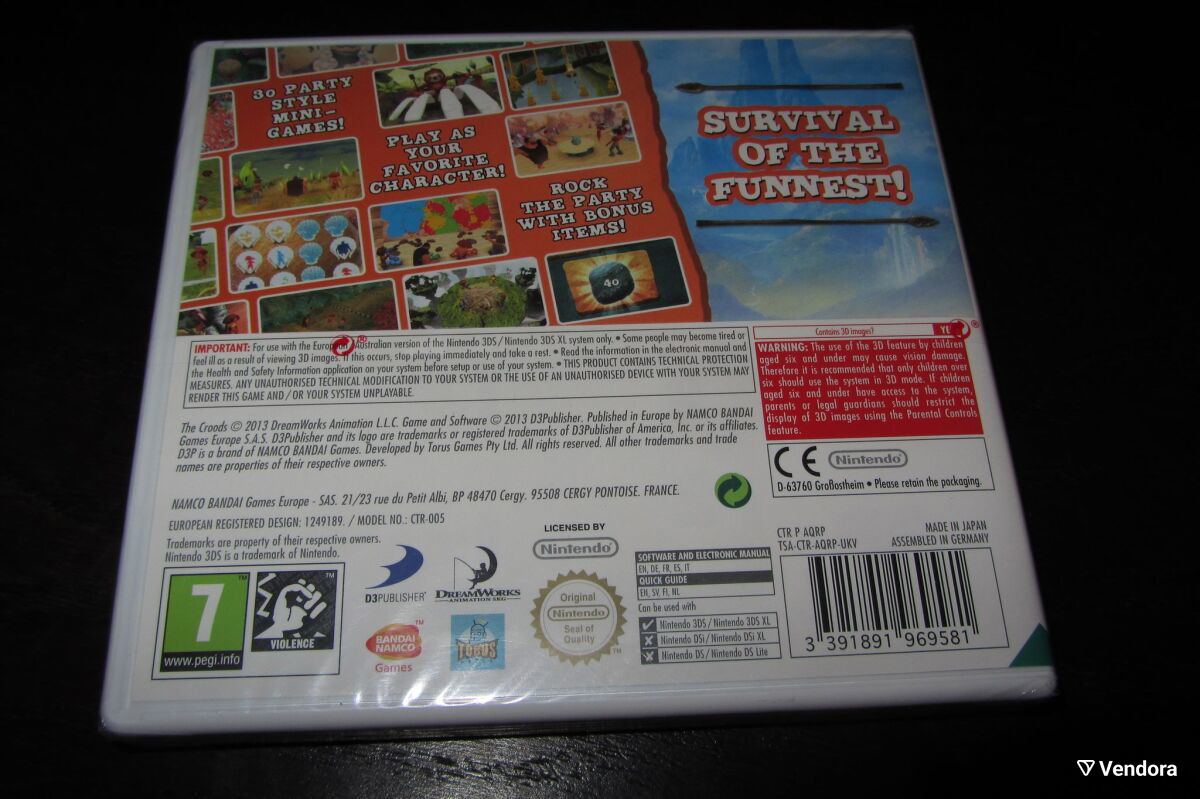 30 PARTY
STYLE
MINI-
GAMES!
PLAY AS
YOUR
FAVORITE
CHARACTER!
ROCK
THE PARTY
WITH BONUS
ITEMS!
40
SURVIVAL
OF THE
FUNNEST!
IMPORTANT: For use with the European/Australian version of the Nintendo 3DS/Nintendo 3DS XL system only. • Some people may become tired or
feel ill as a result of viewing 3D images. If this occurs, stop playing immediately and take a rest. • Read the information in the electronic manual and
the Health and Safety Information application on your system before setup or use of your system. • THIS PRODUCT CONTAINS TECHNICAL PROTECTION
MEASURES. ANY UNAUTHORISED TECHNICAL MODIFICATION TO YOUR SYSTEM OR THE USE OF AN UNAUTHORISED DEVICE WITH YOUR SYSTEM MAY
RENDER THIS GAME AND/OR YOUR SYSTEM UNPLAYABLE.
Contains 3D images?
WARNING: The use of the 3D feature by children
aged six and under may cause vision damage.
Therefore it is recommended that only children over
six should use the system in 3D mode. If children
aged six and under have access to the system,
parents or legal guardians should restrict the
display of 3D images using the Parental Controls
feature.
The Croods © 2013 DreamWorks Animation L.L.C. Game and Software © 2013 D3Publisher. Published in Europe by NAMCO BANDAI
Games Europe S.A.S. D3Publisher and its logo are trademarks or registered trademarks of D3Publisher of America, Inc. or its affiliates.
D3P is a brand of NAMCO BANDAI Games. Developed by Torus Games Pty Ltd. All rights reserved. All other trademarks and trade
names are properties of their respective owners.
CE Nintendo
D-63760 Großostheim • Please retain the packaging.
NAMCO BANDAI Games Europe - SAS. 21/23 rue du Petit Albi, BP 48470 Cergy. 95508 CERGY PONTOISE. FRANCE.
EUROPEAN REGISTERED DESIGN: 1249189. / MODEL NO.: CTR-005
Trademarks are property of their respective owners.
Nintendo 3DS is a trademark of Nintendo.
7
www.pegi.info
VIOLENCE
D3PUBLISHER
DREAMWORKS
ANIMATION SKG
BANDAI
NAMCO
Games
TORUS
LICENSED BY
Nintendo
Original
Nintendo
Seal of
Quality
SOFTWARE AND ELECTRONIC MANUAL
EN, DE, FR, ES, IT
QUICK GUIDE
EN, SV, FI, NL
Can be used with
Nintendo 3DS/Nintendo 3DS XL
Nintendo DSi/Nintendo DSi XL
Nintendo DS/Nintendo DS Lite
CTR P AQRP
TSA-CTR-AQRP-UKV
MADE IN JAPAN
ASSEMBLED IN GERMANY
3 391891 969581
Vendora